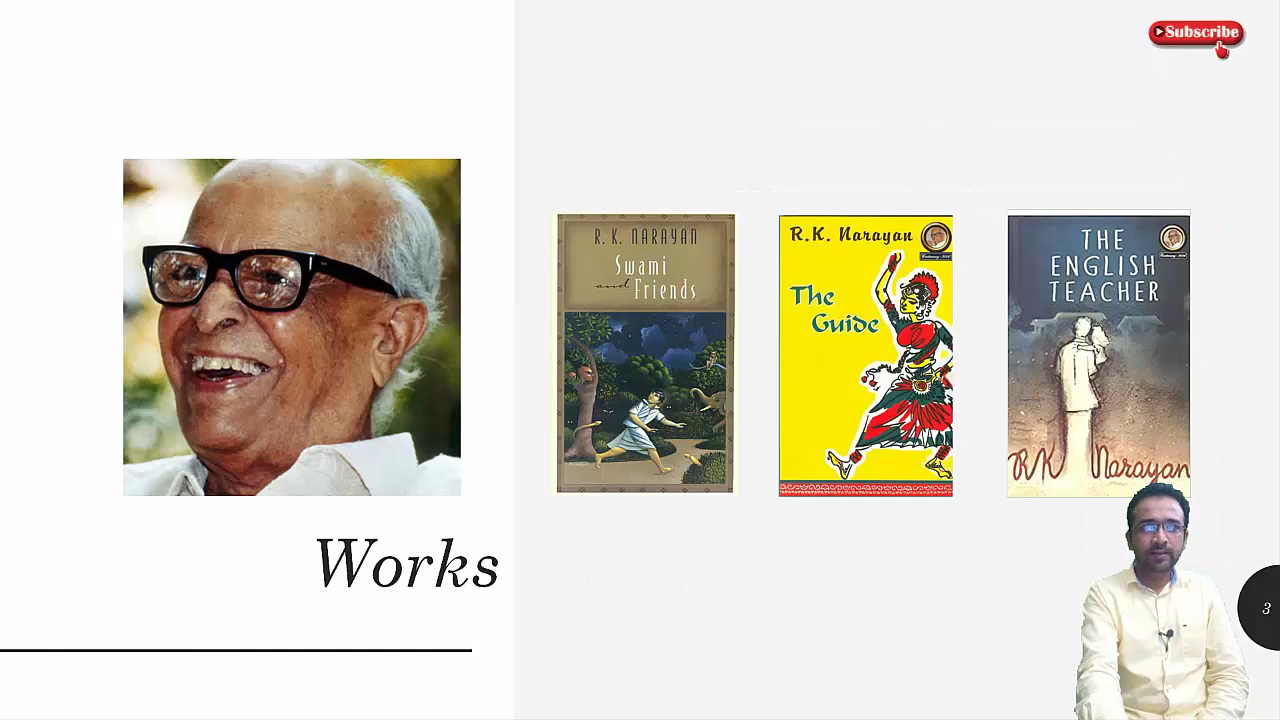 Subscribe
R. K. NARAYAN
Swami
and Friends
R.K. Narayan
The
Guide
THE
ENGLISH
TEACHER
RK Narayan
Works
3